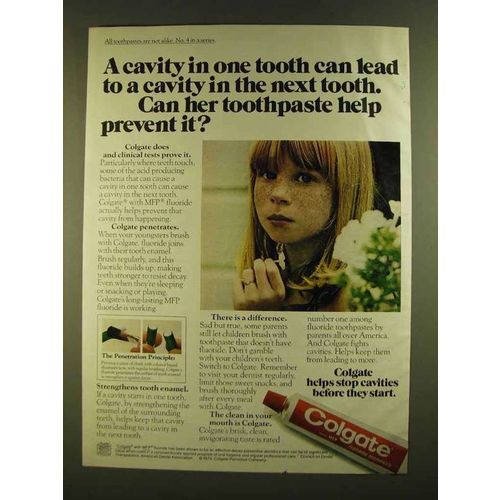 All toothpastes are not alike. No. 4 in a series.
A cavity in one tooth can lead
to a cavity in the next tooth.
Can her toothpaste help
prevent it?
Colgate does
and clinical tests prove it.
Particularly where teeth touch,
some of the acid producing
bacteria that can cause a
cavity in one tooth can cause
a cavity in the next tooth.
Colgate® with MFP® fluoride
actually helps prevent that
cavity from happening.
Colgate penetrates.
When your youngsters brush
with Colgate, fluoride joins
with their tooth enamel.
Brush regularly, and this
fluoride builds up, making
teeth stronger to resist decay.
Even when they're sleeping
or snacking or playing,
Colgate's long-lasting MFP
fluoride is working.
The Penetration Principle:
Strengthens tooth enamel.
If a cavity starts in one tooth,
Colgate, by strengthening the
enamel of the surrounding
teeth, helps keep that cavity
from leading to a cavity in
the next tooth.
There is a difference.
Sad but true, some parents
still let children brush with
toothpaste that doesn't have
fluoride. Don't gamble
with your children's teeth.
Switch to Colgate. Remember
to visit your dentist regularly,
limit those sweet snacks, and
brush thoroughly
after every meal
with Colgate.
The clean in your
mouth is Colgate.
Colgate's brisk, clean,
invigorating taste is rated
number one among
fluoride toothpastes by
parents all over America.
And Colgate fights
cavities. Helps keep them
from leading to more.
Colgate
helps stop cavities
before they start.
Colgate